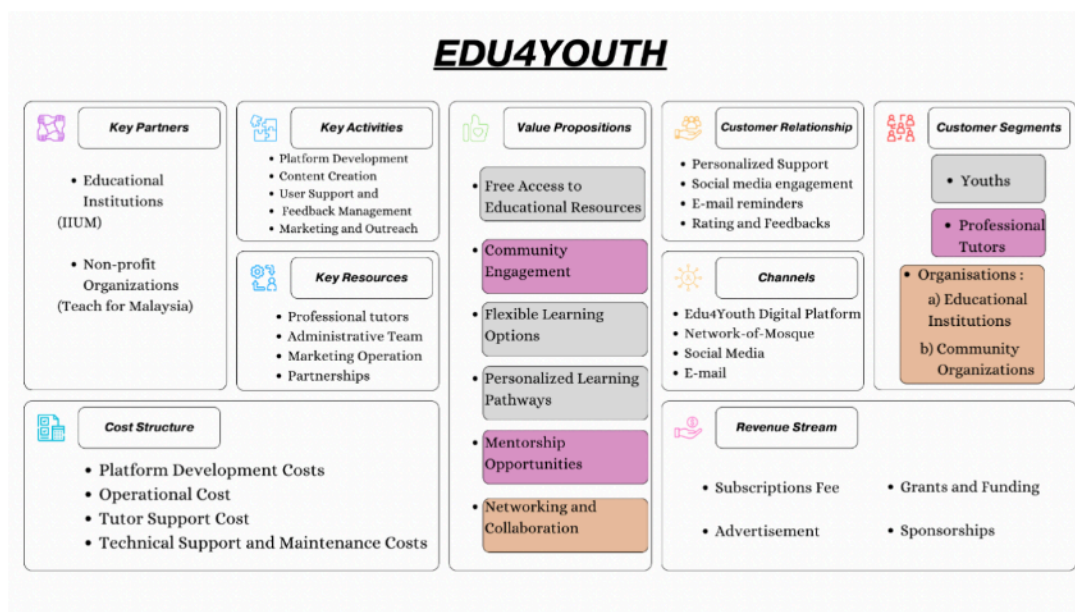 EDU4YOUTH
Key Partners
• Educational
Institutions
(IIUM)
• Non-profit
Organizations
(Teach for Malaysia)
Key Activities
• Platform Development
• Content Creation
• User Support and
• Feedback Management
• Marketing and Outreach
Key Resources
• Professional tutors
• Administrative Team
• Marketing Operation
• Partnerships
Value Propositions
• Free Access to
Educational Resources
• Community
Engagement
• Flexible Learning
Options
• Personalized Learning
Pathways
• Mentorship
Opportunities
• Networking and
Collaboration
Customer Relationship
• Personalized Support
• Social media engagement
• E-mail reminders
• Rating and Feedbacks
Channels
• Edu4Youth Digital Platform
• Network-of-Mosque
• Social Media
• E-mail
Customer Segments
• Youths
• Professional
Tutors
• Organisations :
a) Educational
Institutions
b) Community
Organizations
Cost Structure
• Platform Development Costs
• Operational Cost
• Tutor Support Cost
• Technical Support and Maintenance Costs
Revenue Stream
• Subscriptions Fee
• Grants and Funding
• Advertisement
• Sponsorships